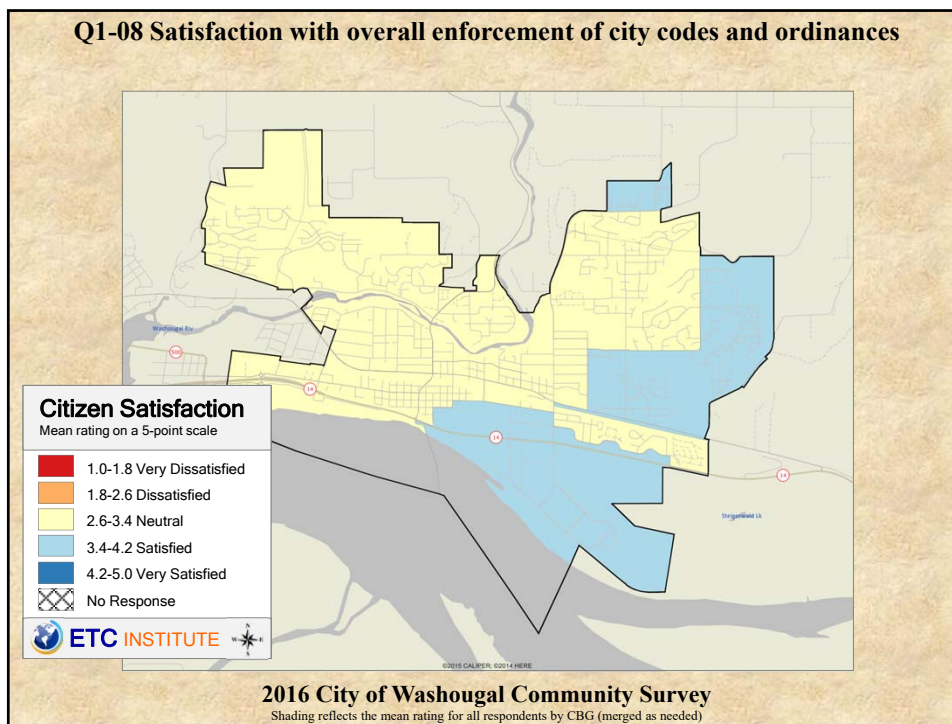 Q1-08 Satisfaction with overall enforcement of city codes and ordinances
Washougal Riv
500
14
14
14
Steigerwald Lk
Citizen Satisfaction
Mean rating on a 5-point scale
1.0-1.8 Very Dissatisfied
1.8-2.6 Dissatisfied
2.6-3.4 Neutral
3.4-4.2 Satisfied
4.2-5.0 Very Satisfied
No Response
ETC INSTITUTE
N
W E
S
©2015 CALIPER; ©2014 HERE
2016 City of Washougal Community Survey
Shading reflects the mean rating for all respondents by CBG (merged as needed)